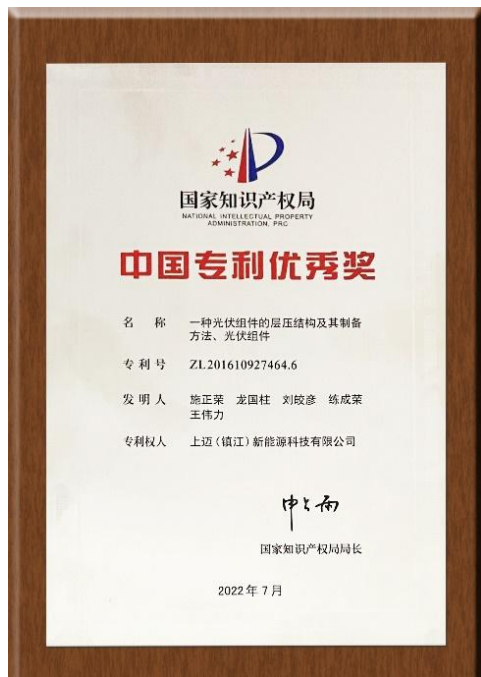 国家知识产权局
NATIONAL INTELLECTUAL PROPERTY
ADMINISTRATION, PRC
中国专利优秀奖
名 称 一种光伏组件的层压结构及其制备
方法、光伏组件
专 利 号 ZL201610927464.6
发 明 人 施正荣 龙国柱 刘皎彦 练成荣
王伟力
专利权人 上迈（镇江）新能源科技有限公司
申长雨
国家知识产权局局长
2022 年 7 月